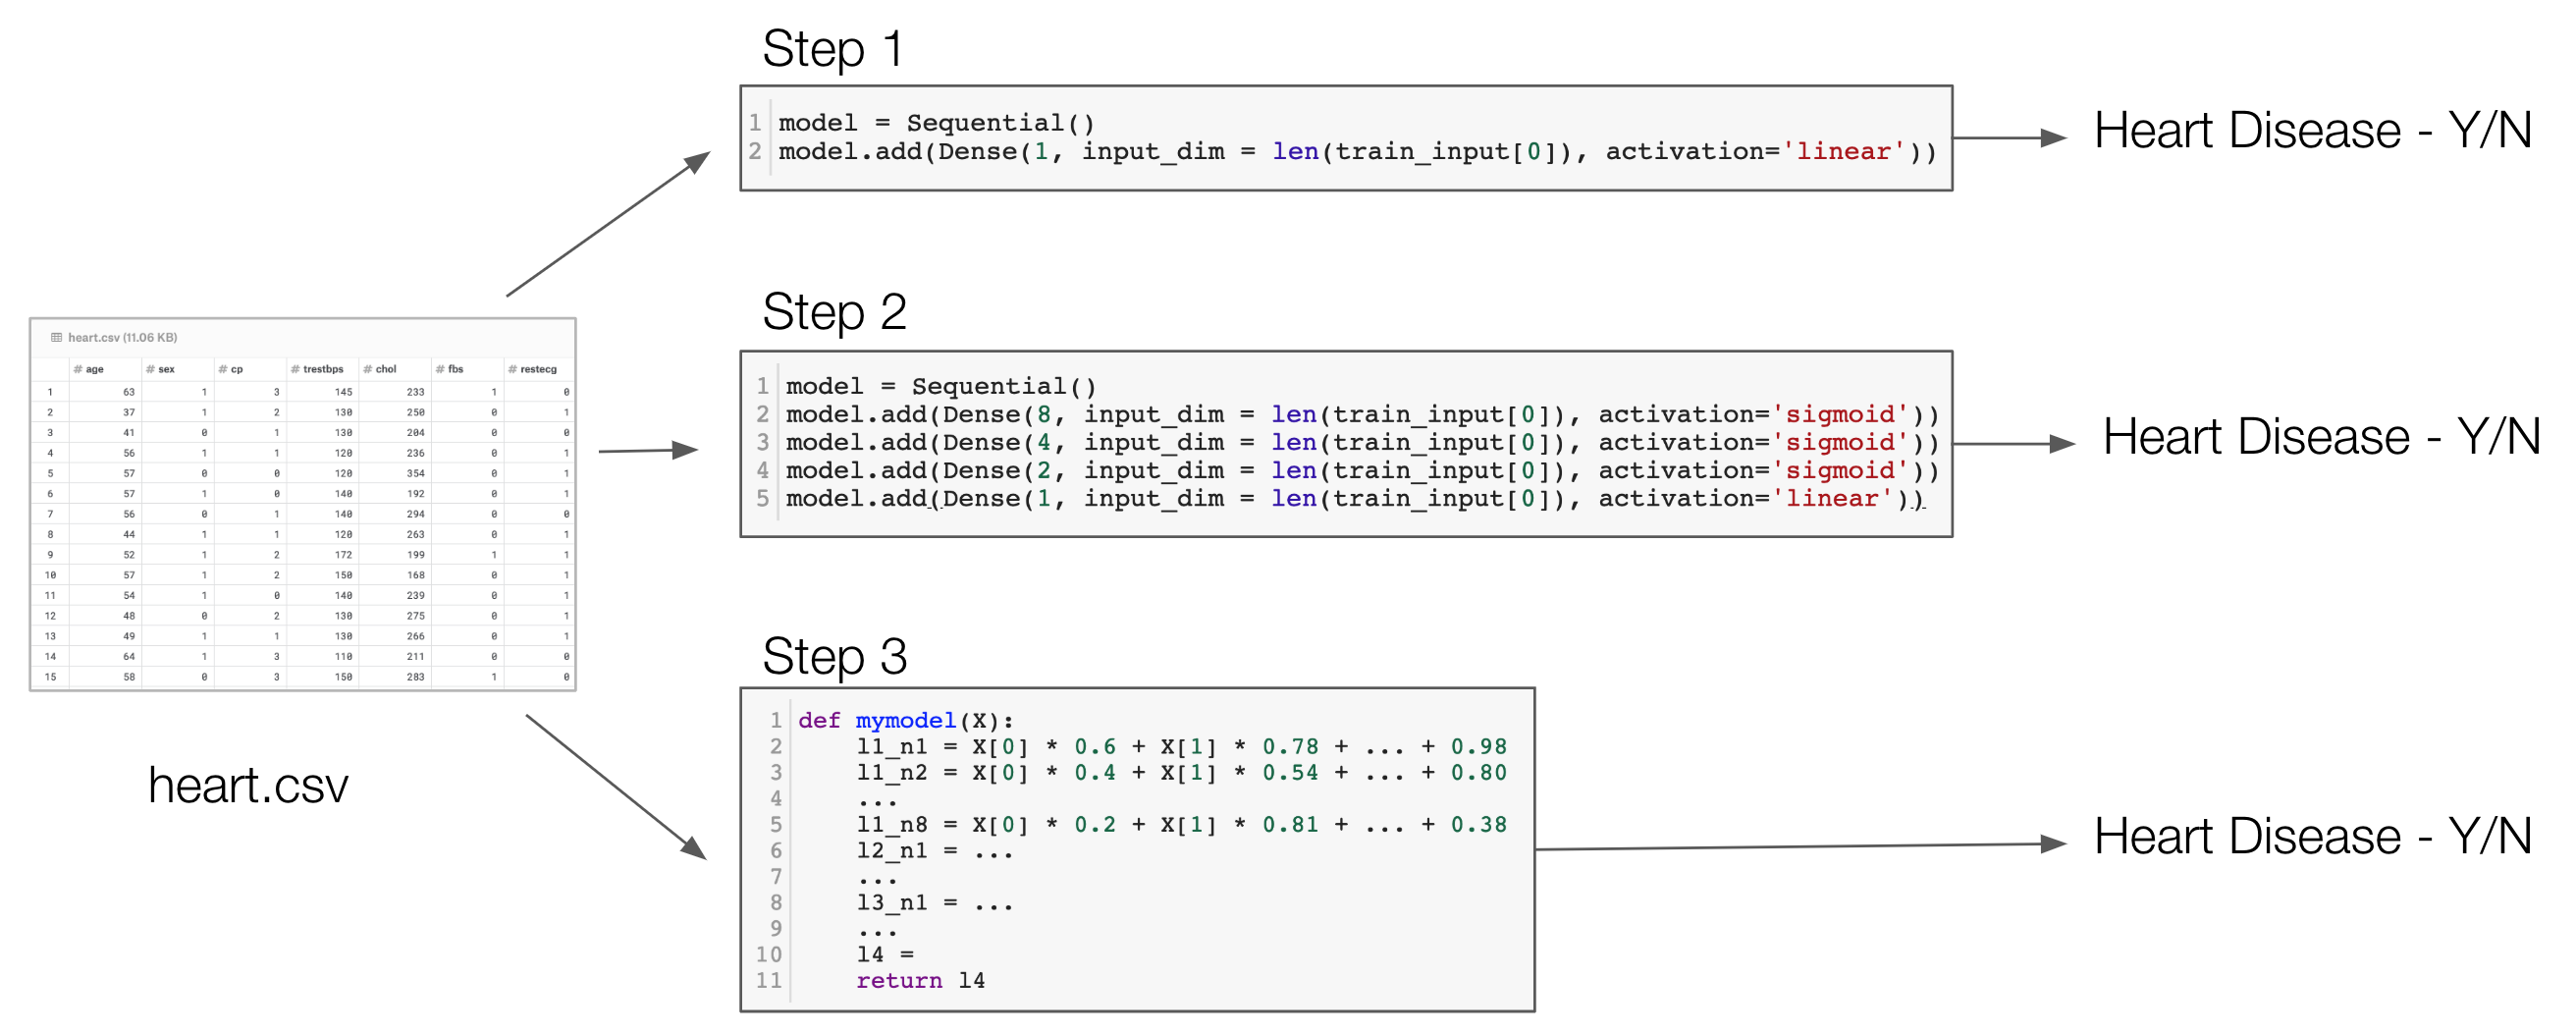 Step 1
1 model = Sequential()
2 model.add(Dense(1, input_dim = len(train_input[0]), activation='linear'))
Heart Disease - Y/N
Step 2
1 model = Sequential()
2 model.add(Dense(8, input_dim = len(train_input[0]), activation='sigmoid'))
3 model.add(Dense(4, input_dim = len(train_input[0]), activation='sigmoid'))
4 model.add(Dense(2, input_dim = len(train_input[0]), activation='sigmoid'))
5 model.add(Dense(1, input_dim = len(train_input[0]), activation='linear'))
Heart Disease - Y/N
heart.csv (11.06 KB)
# age # sex # cp # trestbps # chol # fbs # restecg
1 63 1 3 145 233 1 0
2 37 1 2 130 250 0 1
3 41 0 1 130 204 0 0
4 56 1 1 120 236 0 1
5 57 0 0 120 354 0 1
6 57 1 0 140 192 0 1
7 56 0 1 140 294 0 0
8 44 1 1 120 263 0 1
9 52 1 2 172 199 1 1
10 57 1 2 150 168 0 1
11 54 1 0 140 239 0 1
12 48 0 2 130 275 0 1
13 49 1 1 130 266 0 1
14 64 1 3 110 211 0 0
15 58 0 3 150 283 1 0
heart.csv
Step 3
1 def mymodel(X):
2 l1_n1 = X[0] * 0.6 + X[1] * 0.78 + ... + 0.98
3 l1_n2 = X[0] * 0.4 + X[1] * 0.54 + ... + 0.80
4 ...
5 l1_n8 = X[0] * 0.2 + X[1] * 0.81 + ... + 0.38
6 l2_n1 = ...
7 ...
8 l3_n1 = ...
9 ...
10 l4 =
11 return l4
Heart Disease - Y/N